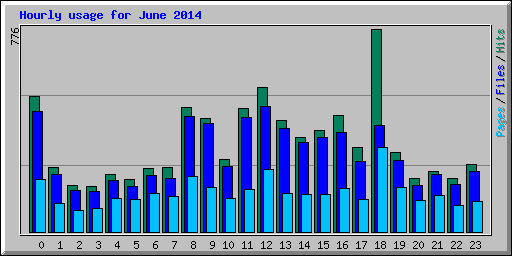 Hourly usage for June 2014
776
Pages / Files / Hits
0 1 2 3 4 5 6 7 8 9 10 11 12 13 14 15 16 17 18 19 20 21 22 23